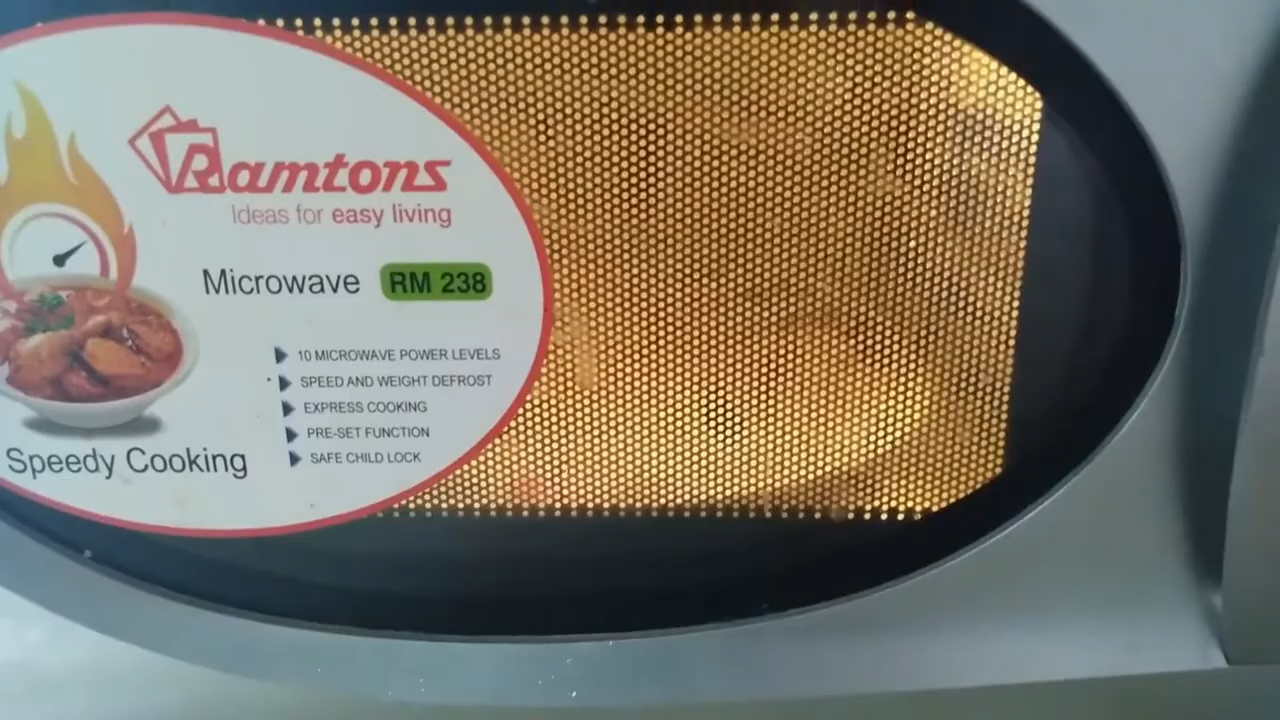 Ramtons
Ideas for easy living
Microwave RM 238
10 MICROWAVE POWER LEVELS
SPEED AND WEIGHT DEFROST
EXPRESS COOKING
PRE-SET FUNCTION
SAFE CHILD LOCK
Speedy Cooking